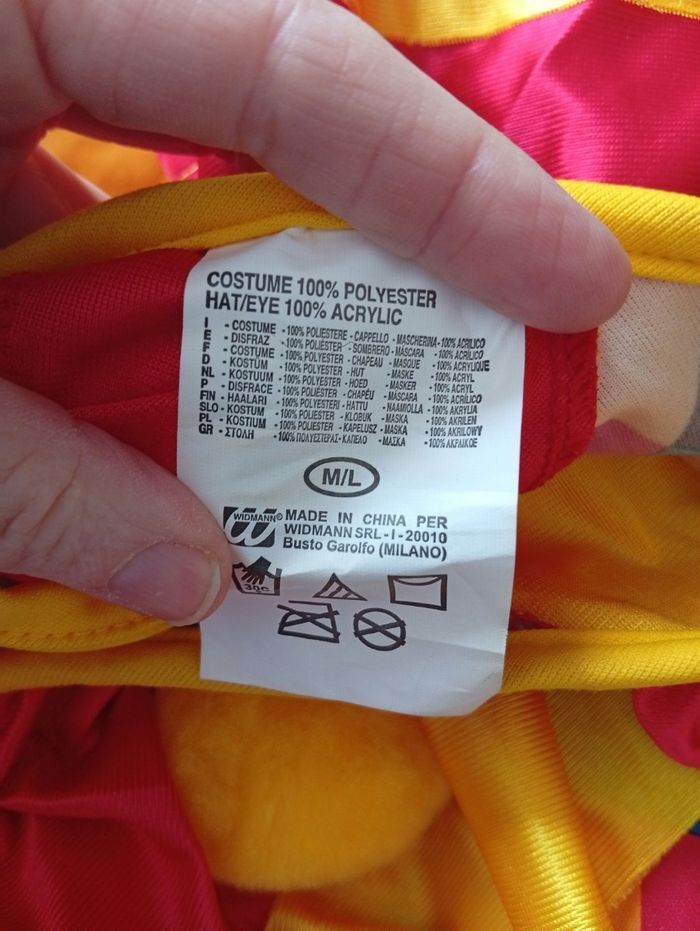 COSTUME 100% POLYESTER
HAT/EYE 100% ACRYLIC
I - COSTUME - 100% POLIESTERE - CAPPELLO - MASCHERINA - 100% ACRILICO
E - DISFRAZ - 100% POLIÉSTER - SOMBRERO - MÁSCARA - 100% ACRÍLICO
F - COSTUME - 100% POLYESTER - CHAPEAU - MASQUE - 100% ACRYLIQUE
D - KOSTÜM - 100% POLYESTER - HUT - MASKE - 100% ACRYL
NL - KOSTUUM - 100% POLYESTER - HOED - MASKER - 100% ACRYL
P - DISFRACE - 100% POLIÉSTER - CHAPÉU - MÁSCARA - 100% ACRÍLICO
FIN - HAALARI - 100% POLYESTERI - HATTU - NAAMIOLLA - 100% AKRYLIA
SLO - KOSTUM - 100% POLIESTER - KLOBUK - MASKA - 100% AKRILEN
PL - KOSTIUM - 100% POLIESTER - KAPELUSZ - MASKA - 100% AKRILOWY
GR - ΣΤΟΛΗ - 100% ΠΟΛΥΕΣΤΕΡΑΣ - ΚΑΠΕΛΟ - ΜΑΣΚΑ - 100% ΑΚΡΙΛΙΚΟΕ
M/L
WIDMANN® MADE IN CHINA PER
WIDMANN SRL - I - 20010
Busto Garolfo (MILANO)
30C